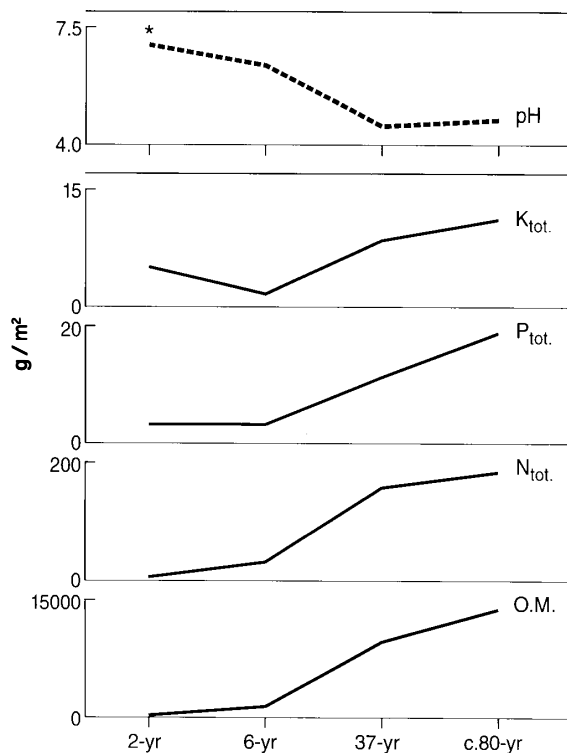 7.5
*
pH
4.0
15
K tot.
0
20
P tot.
0
g/m²
200
N tot.
0
15000
O.M.
0
2-yr 6-yr 37-yr c.80-yr